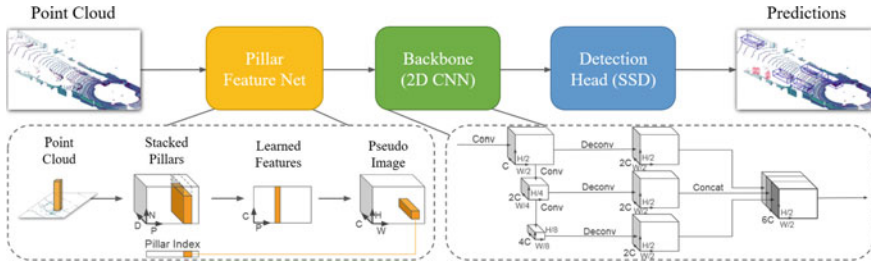 Point Cloud
Predictions
Pillar
Feature Net
Backbone
(2D CNN)
Detection
Head (SSD)
Point
Cloud
Stacked
Pillars
Learned
Features
Pseudo
Image
D
N
P
C
P
C
H
W
Pillar Index
Conv
C
H/2
W/2
Deconv
2C
H/2
W/2
Conv
2C
H/4
W/4
Deconv
2C
H/2
W/2
Concat
6C
H/2
W/2
Conv
4C
H/8
W/8
Deconv
2C
H/2
W/2